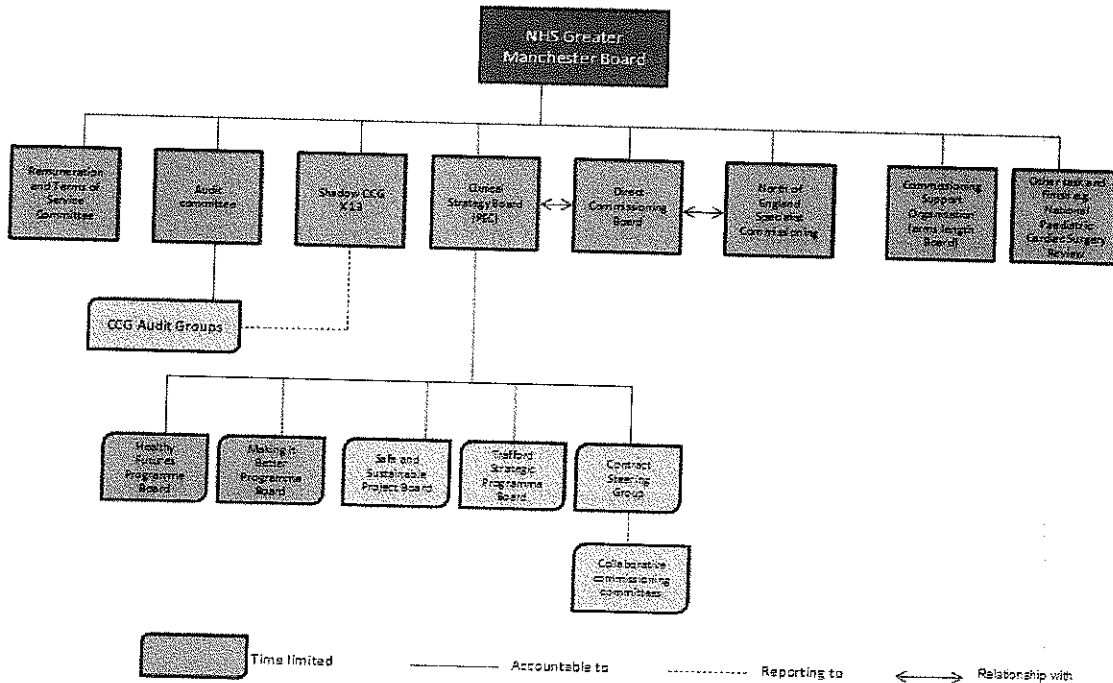 NHS Greater
Manchester Board
Remuneration
and Terms of
Service
Committee
Audit
committee
Shadow CCG
X 13
Clinical
Strategy Board
(PEC)
Direct
Commissioning
Board
North of
England
Specialist
Commissioning
Commissioning
Support
Organisation
(arms length
Board)
Other task and
finish e.g.
National
Paediatric
Cardiac Surgery
Review
CCG Audit Groups
Healthy
Futures
Programme
Board
Making it
Better
Programme
Board
Safe and
Sustainable
Project Board
Trafford
Strategic
Programme
Board
Contract
Steering
Group
Collaborative
commissioning
committees
Time limited
Accountable to
Reporting to
Relationship with